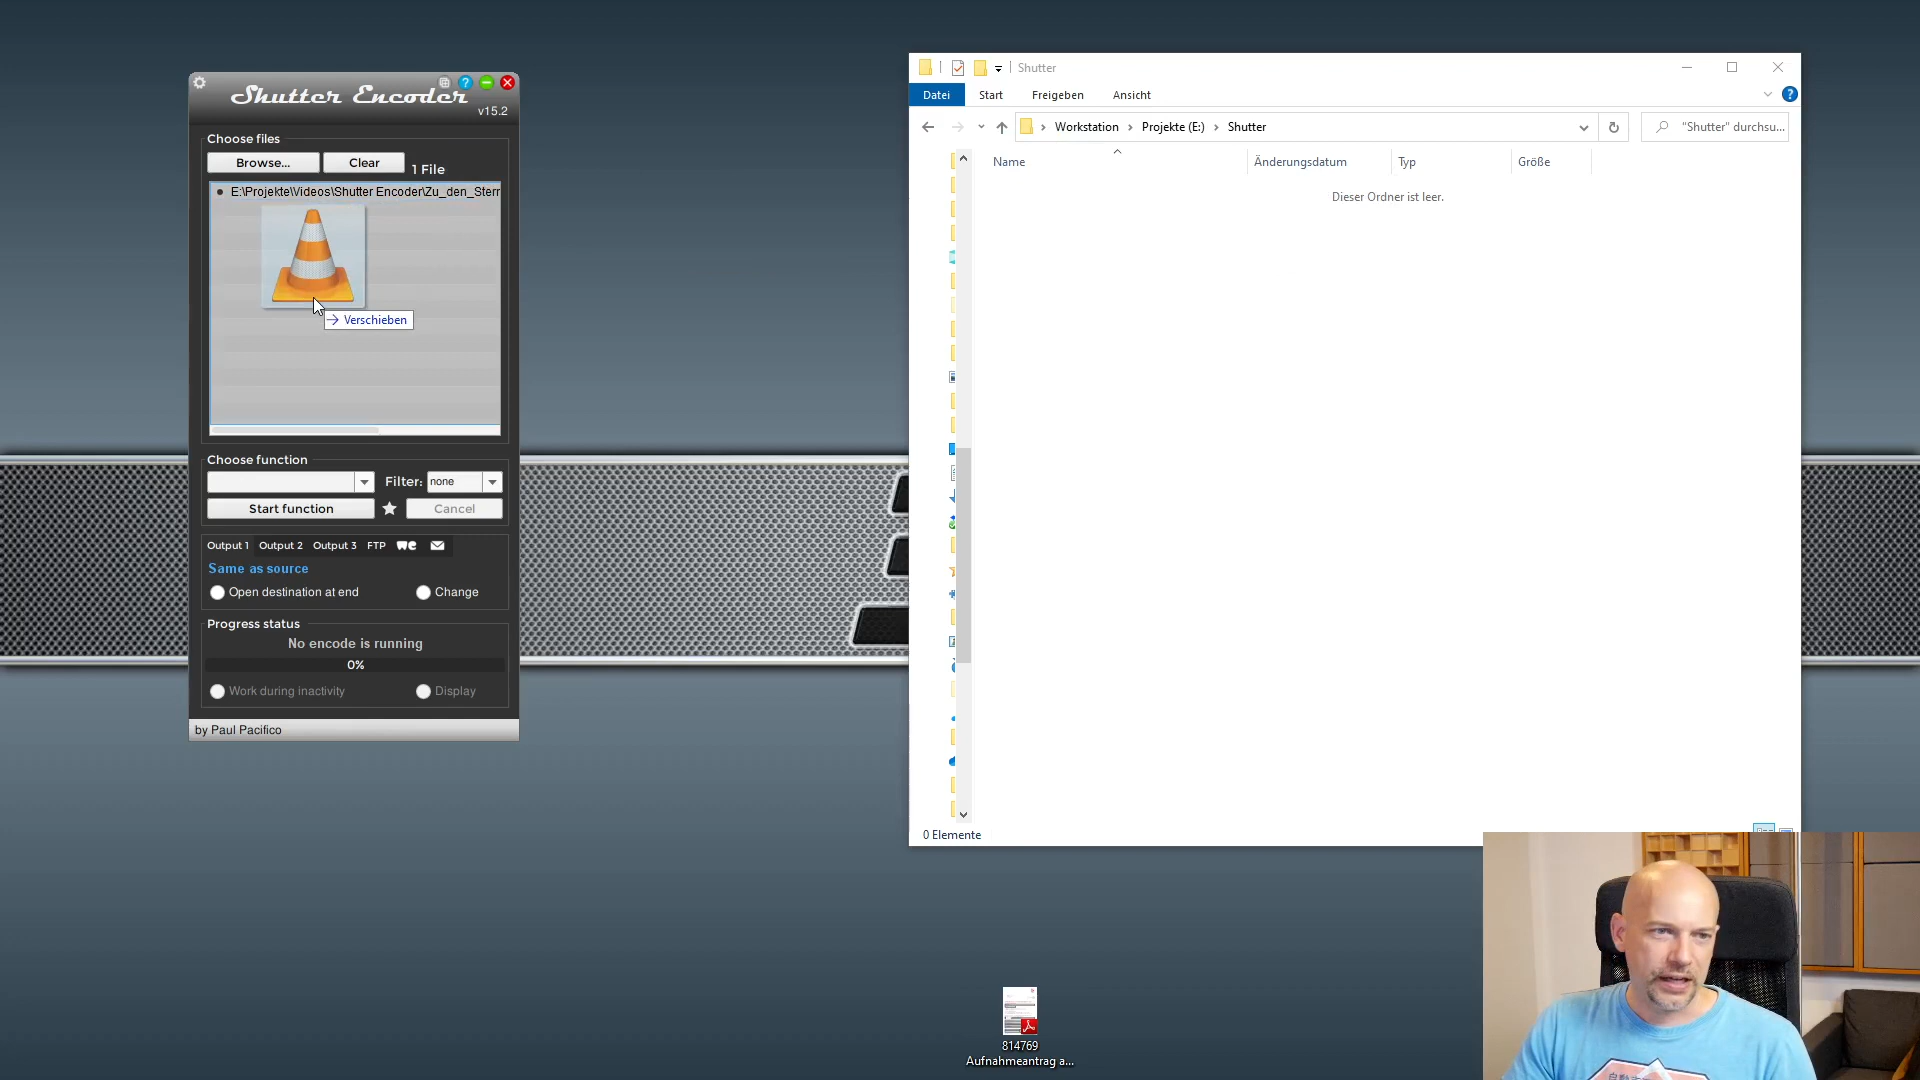 Shutter Encoder
v15.2
Choose files
Browse...
Clear
1 File
E:\Projekte\Videos\Shutter Encoder\Zu_den_Sterr
Verschieben
Choose function
Filter:
none
Start function
Cancel
Output 1
Output 2
Output 3
FTP
we
Same as source
Open destination at end
Change
Progress status
No encode is running
0%
Work during inactivity
Display
by Paul Pacifico
Shutter
Datei
Start
Freigeben
Ansicht
Workstation
Projekte (E:)
Shutter
"Shutter" durchsu...
Name
Änderungsdatum
Typ
Größe
Dieser Ordner ist leer.
0 Elemente
814769
Aufnahmeantrag a...